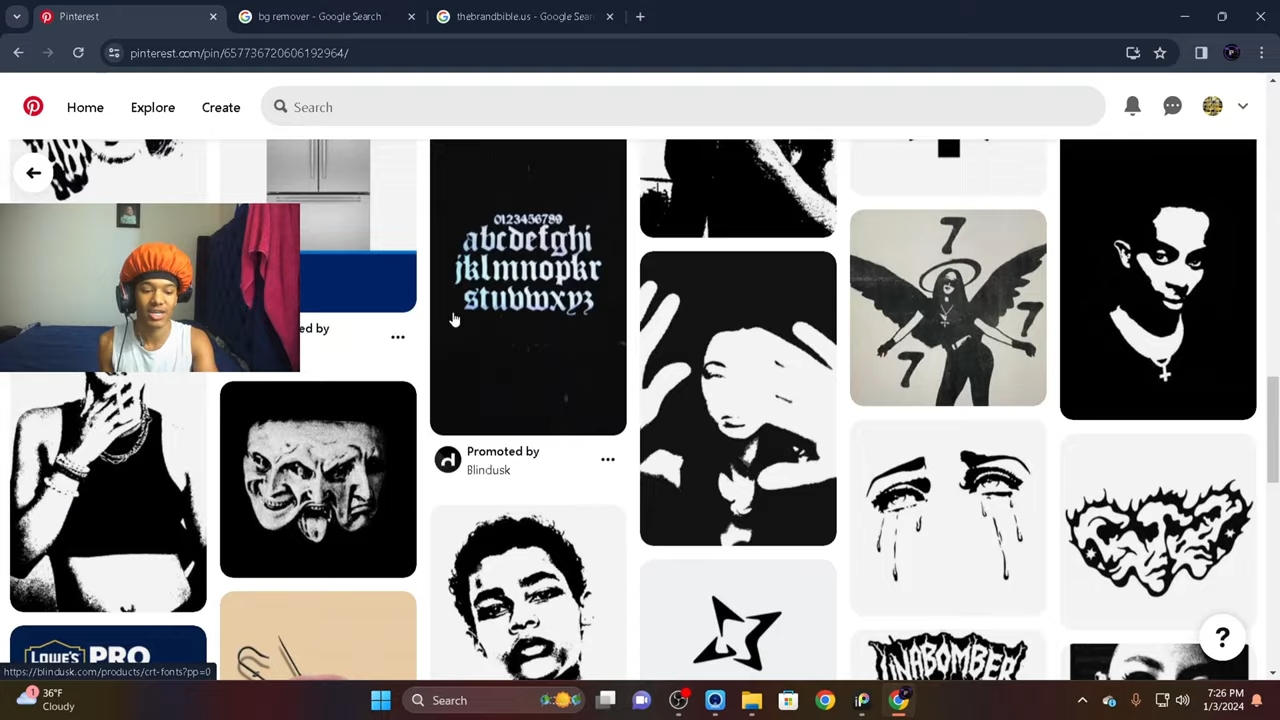 Pinterest
bg remover - Google Search
thebrandbible.us - Google Sear
pinterest.com/pin/657736720606192964/
Home
Explore
Create
Search
0123456789
abcdefghi
jklmnopkr
stuvwxyz
7
7
7
ed by
Promoted by
Blindusk
LOWE'S PRO
UNABOMBER
?
https://blindusk.com/products/crt-fonts?pp=0
1
36°F
Cloudy
Search
7:26 PM
1/3/2024